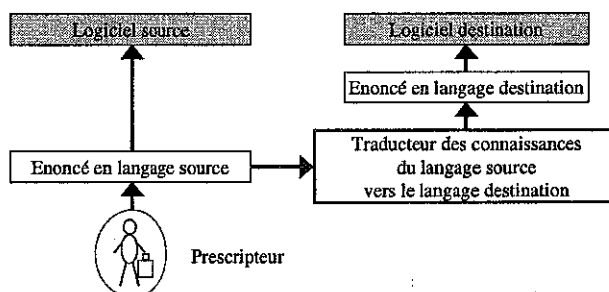 Logiciel source
Logiciel destination
Enoncé en langage destination
Enoncé en langage source
Traducteur des connaissances
du langage source
vers le langage destination
Prescripteur